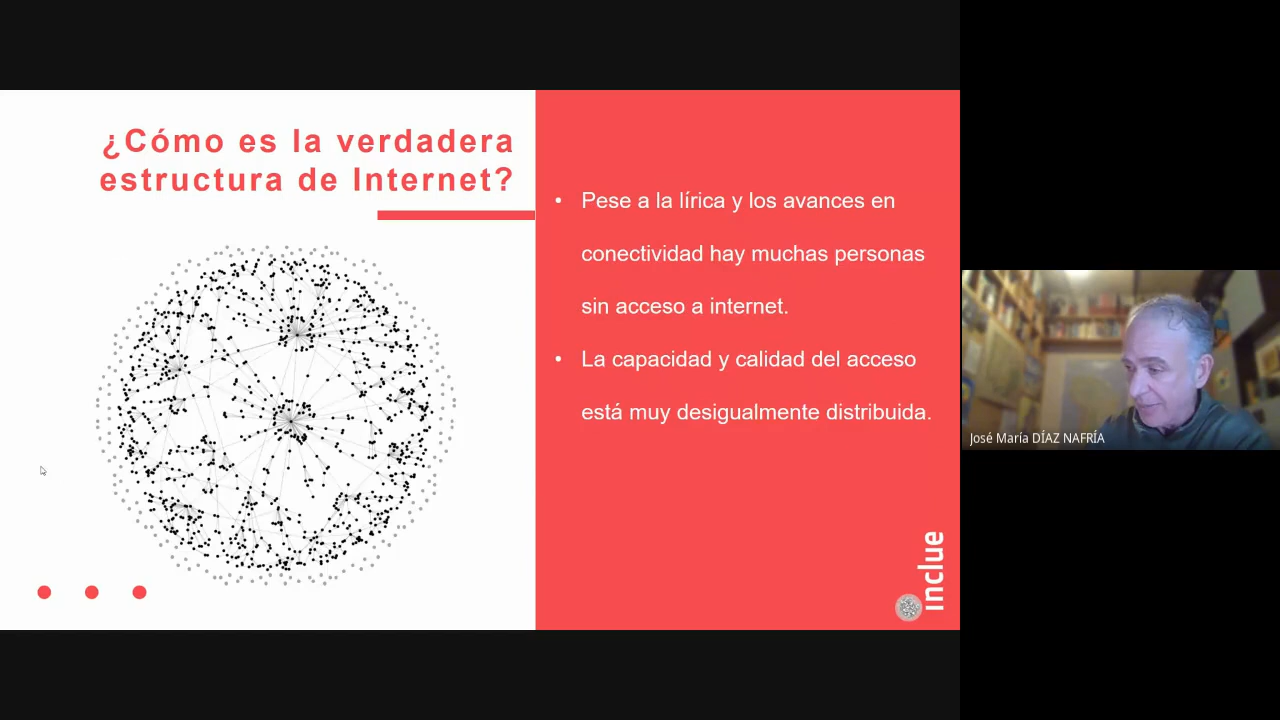 ¿Cómo es la verdadera
estructura de Internet?
• Pese a la lírica y los avances en
conectividad hay muchas personas
sin acceso a internet.
• La capacidad y calidad del acceso
está muy desigualmente distribuida.
inclue
José María DÍAZ NAFRÍA